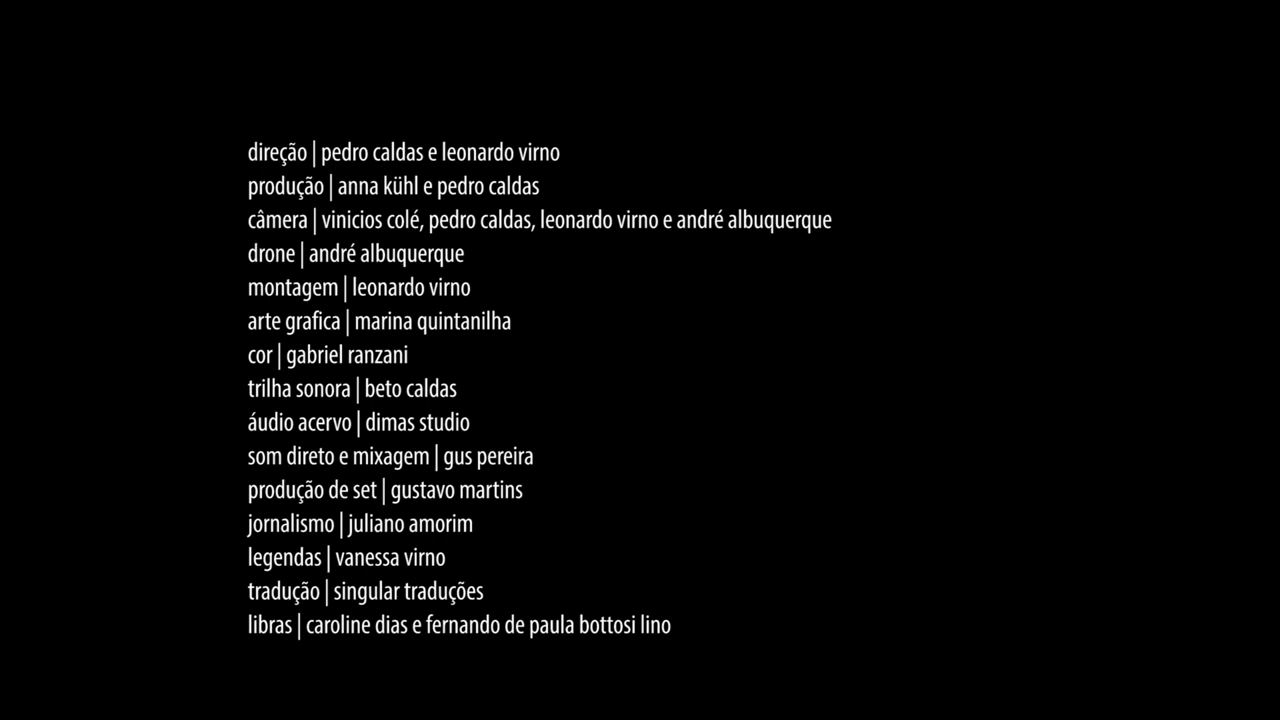 direção | pedro caldas e leonardo virno
produção | anna kühl e pedro caldas
câmera | vinicios colé, pedro caldas, leonardo virno e andré albuquerque
drone | andré albuquerque
montagem | leonardo virno
arte grafica | marina quintanilha
cor | gabriel ranzani
trilha sonora | beto caldas
áudio acervo | dimas studio
som direto e mixagem | gus pereira
produção de set | gustavo martins
jornalismo | juliano amorim
legendas | vanessa virno
tradução | singular traduções
libras | caroline dias e fernando de paula bottosi lino